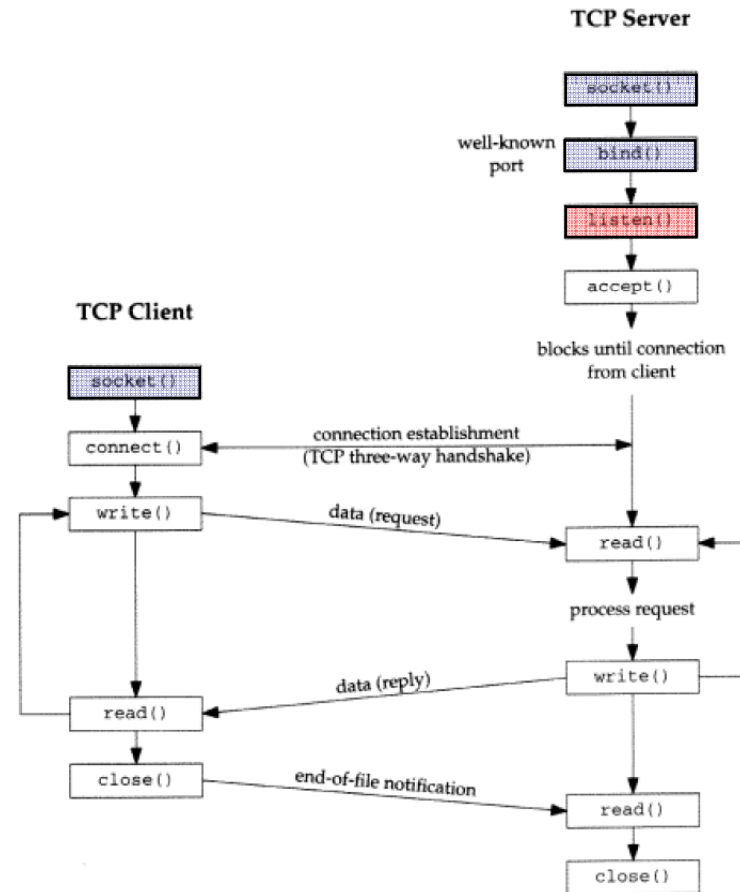 TCP Server
socket()
bind()
well-known
port
listen()
accept()
blocks until connection
from client
TCP Client
socket()
connect()
connection establishment
(TCP three-way handshake)
write()
data (request)
read()
process request
write()
data (reply)
read()
close()
end-of-file notification
read()
close()